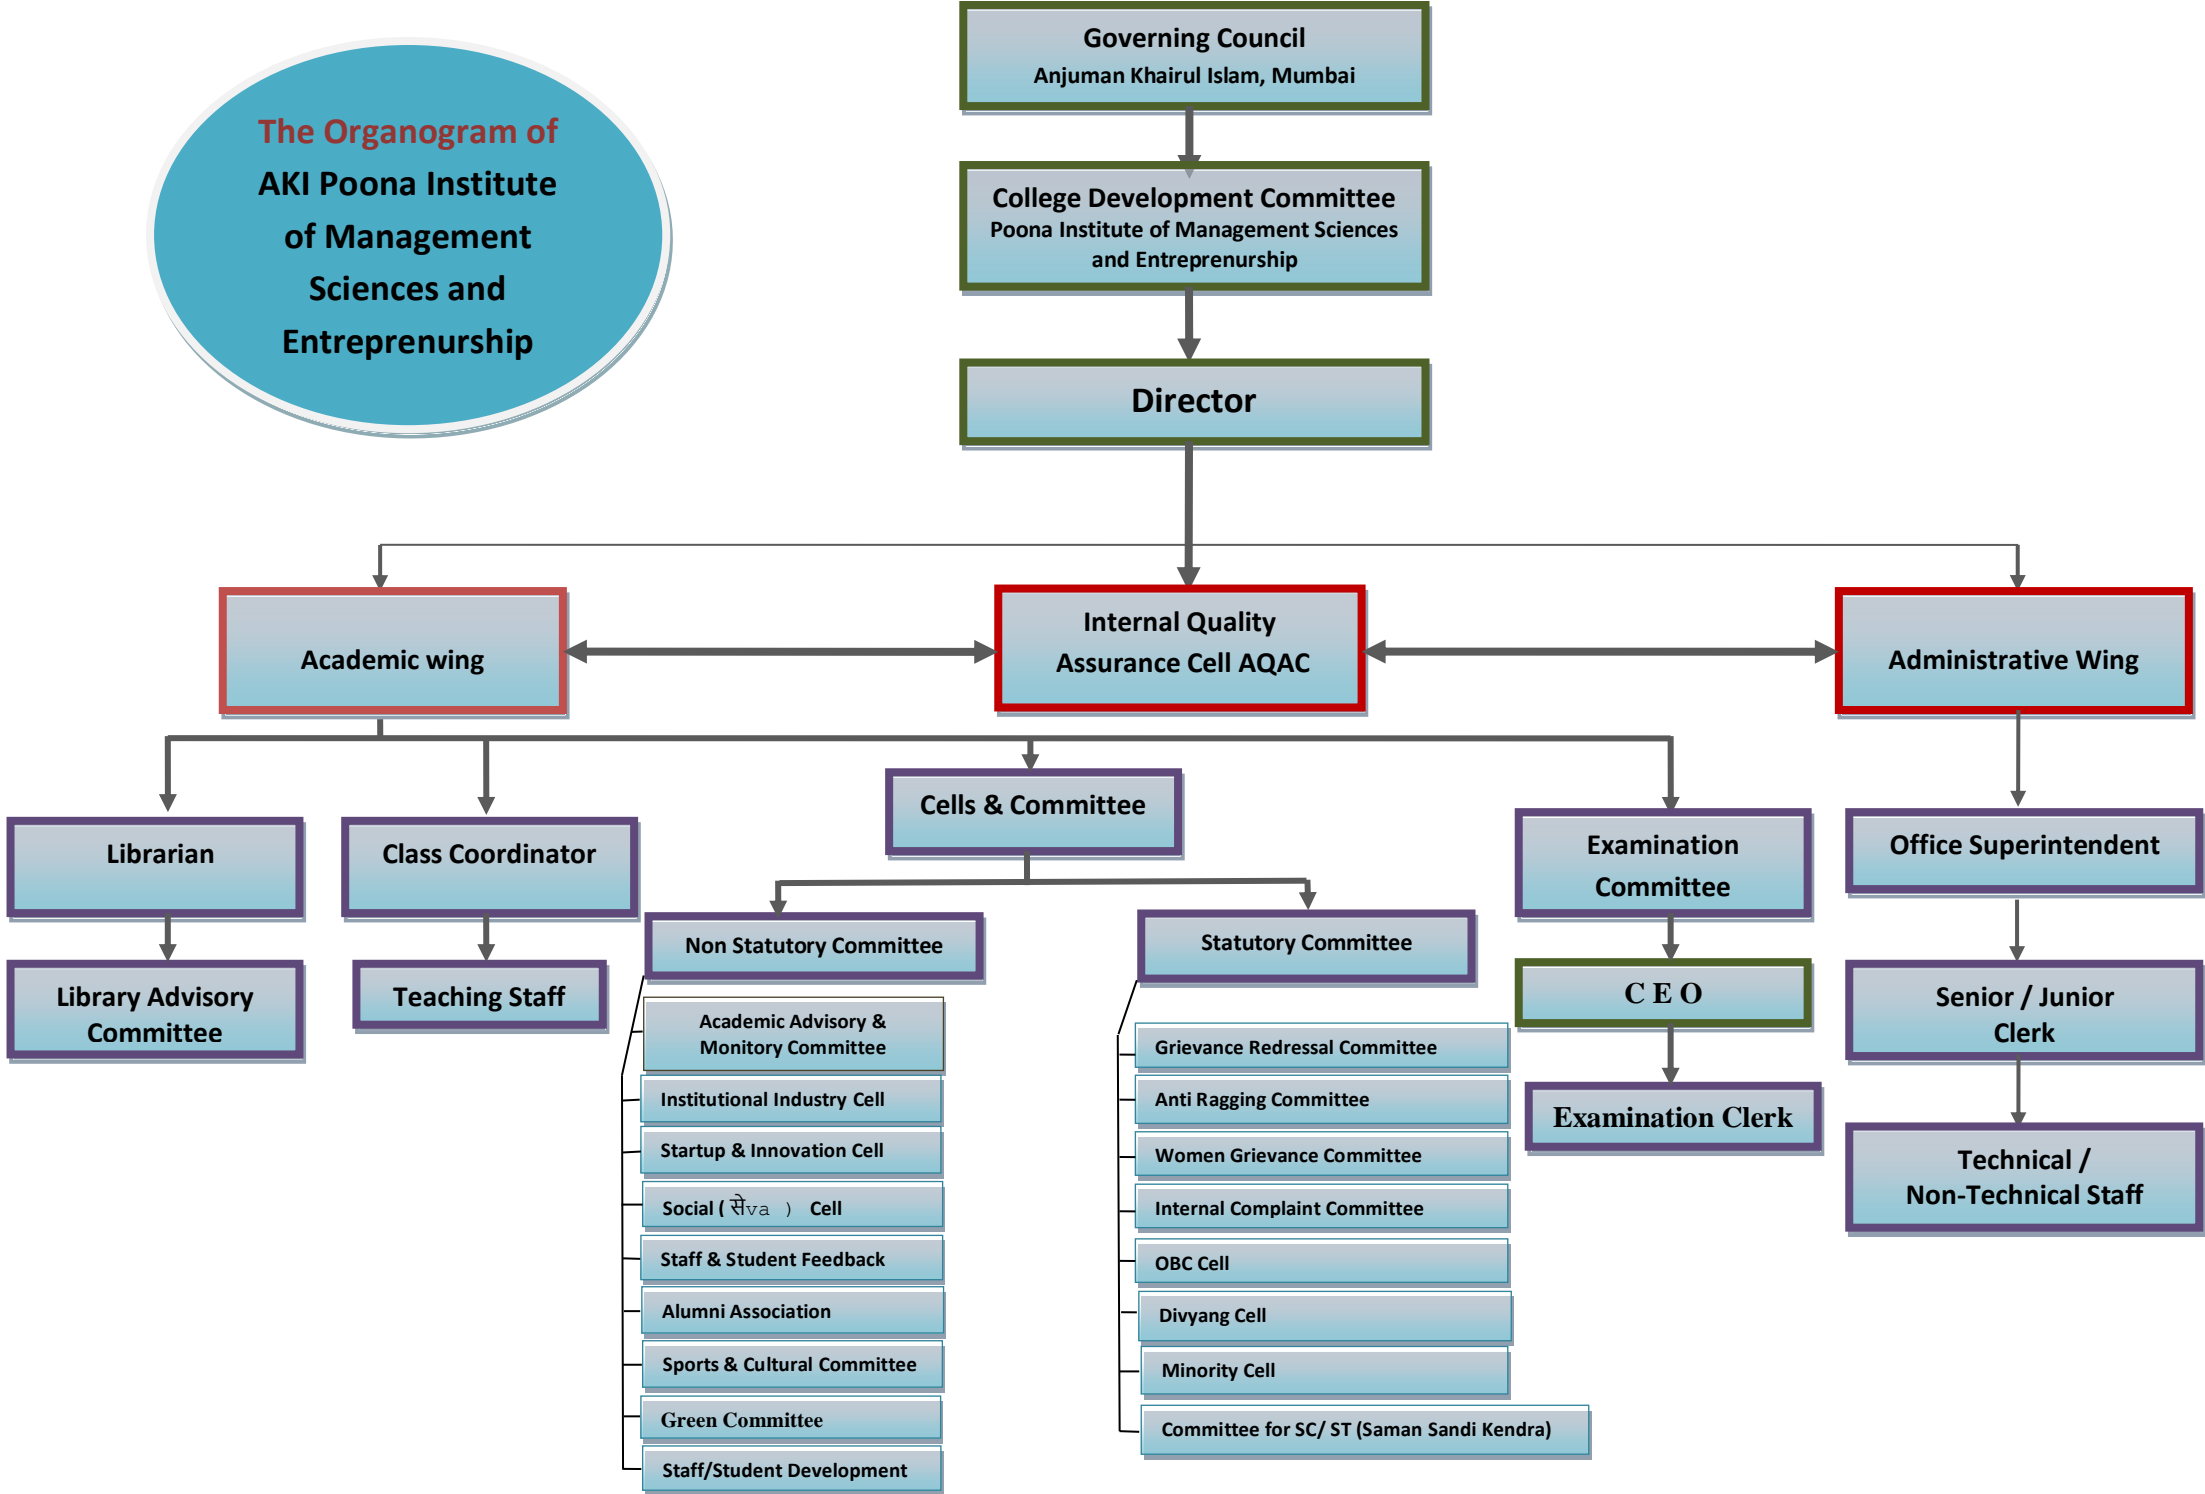 The Organogram of
AKI Poona Institute
of Management
Sciences and
Entreprenurship
Governing Council
Anjuman Khairul Islam, Mumbai
College Development Committee
Poona Institute of Management Sciences
and Entreprenurship
Director
Academic wing
Internal Quality
Assurance Cell AQAC
Administrative Wing
Librarian
Class Coordinator
Cells & Committee
Examination
Committee
Office Superintendent
Library Advisory
Committee
Teaching Staff
Non Statutory Committee
Statutory Committee
C E O
Senior / Junior
Clerk
Academic Advisory &
Monitory Committee
Institutional Industry Cell
Startup & Innovation Cell
Social ( सेva ) Cell
Staff & Student Feedback
Alumni Association
Sports & Cultural Committee
Green Committee
Staff/Student Development
Grievance Redressal Committee
Anti Ragging Committee
Women Grievance Committee
Internal Complaint Committee
OBC Cell
Divyang Cell
Minority Cell
Committee for SC/ ST (Saman Sandi Kendra)
Examination Clerk
Technical /
Non-Technical Staff